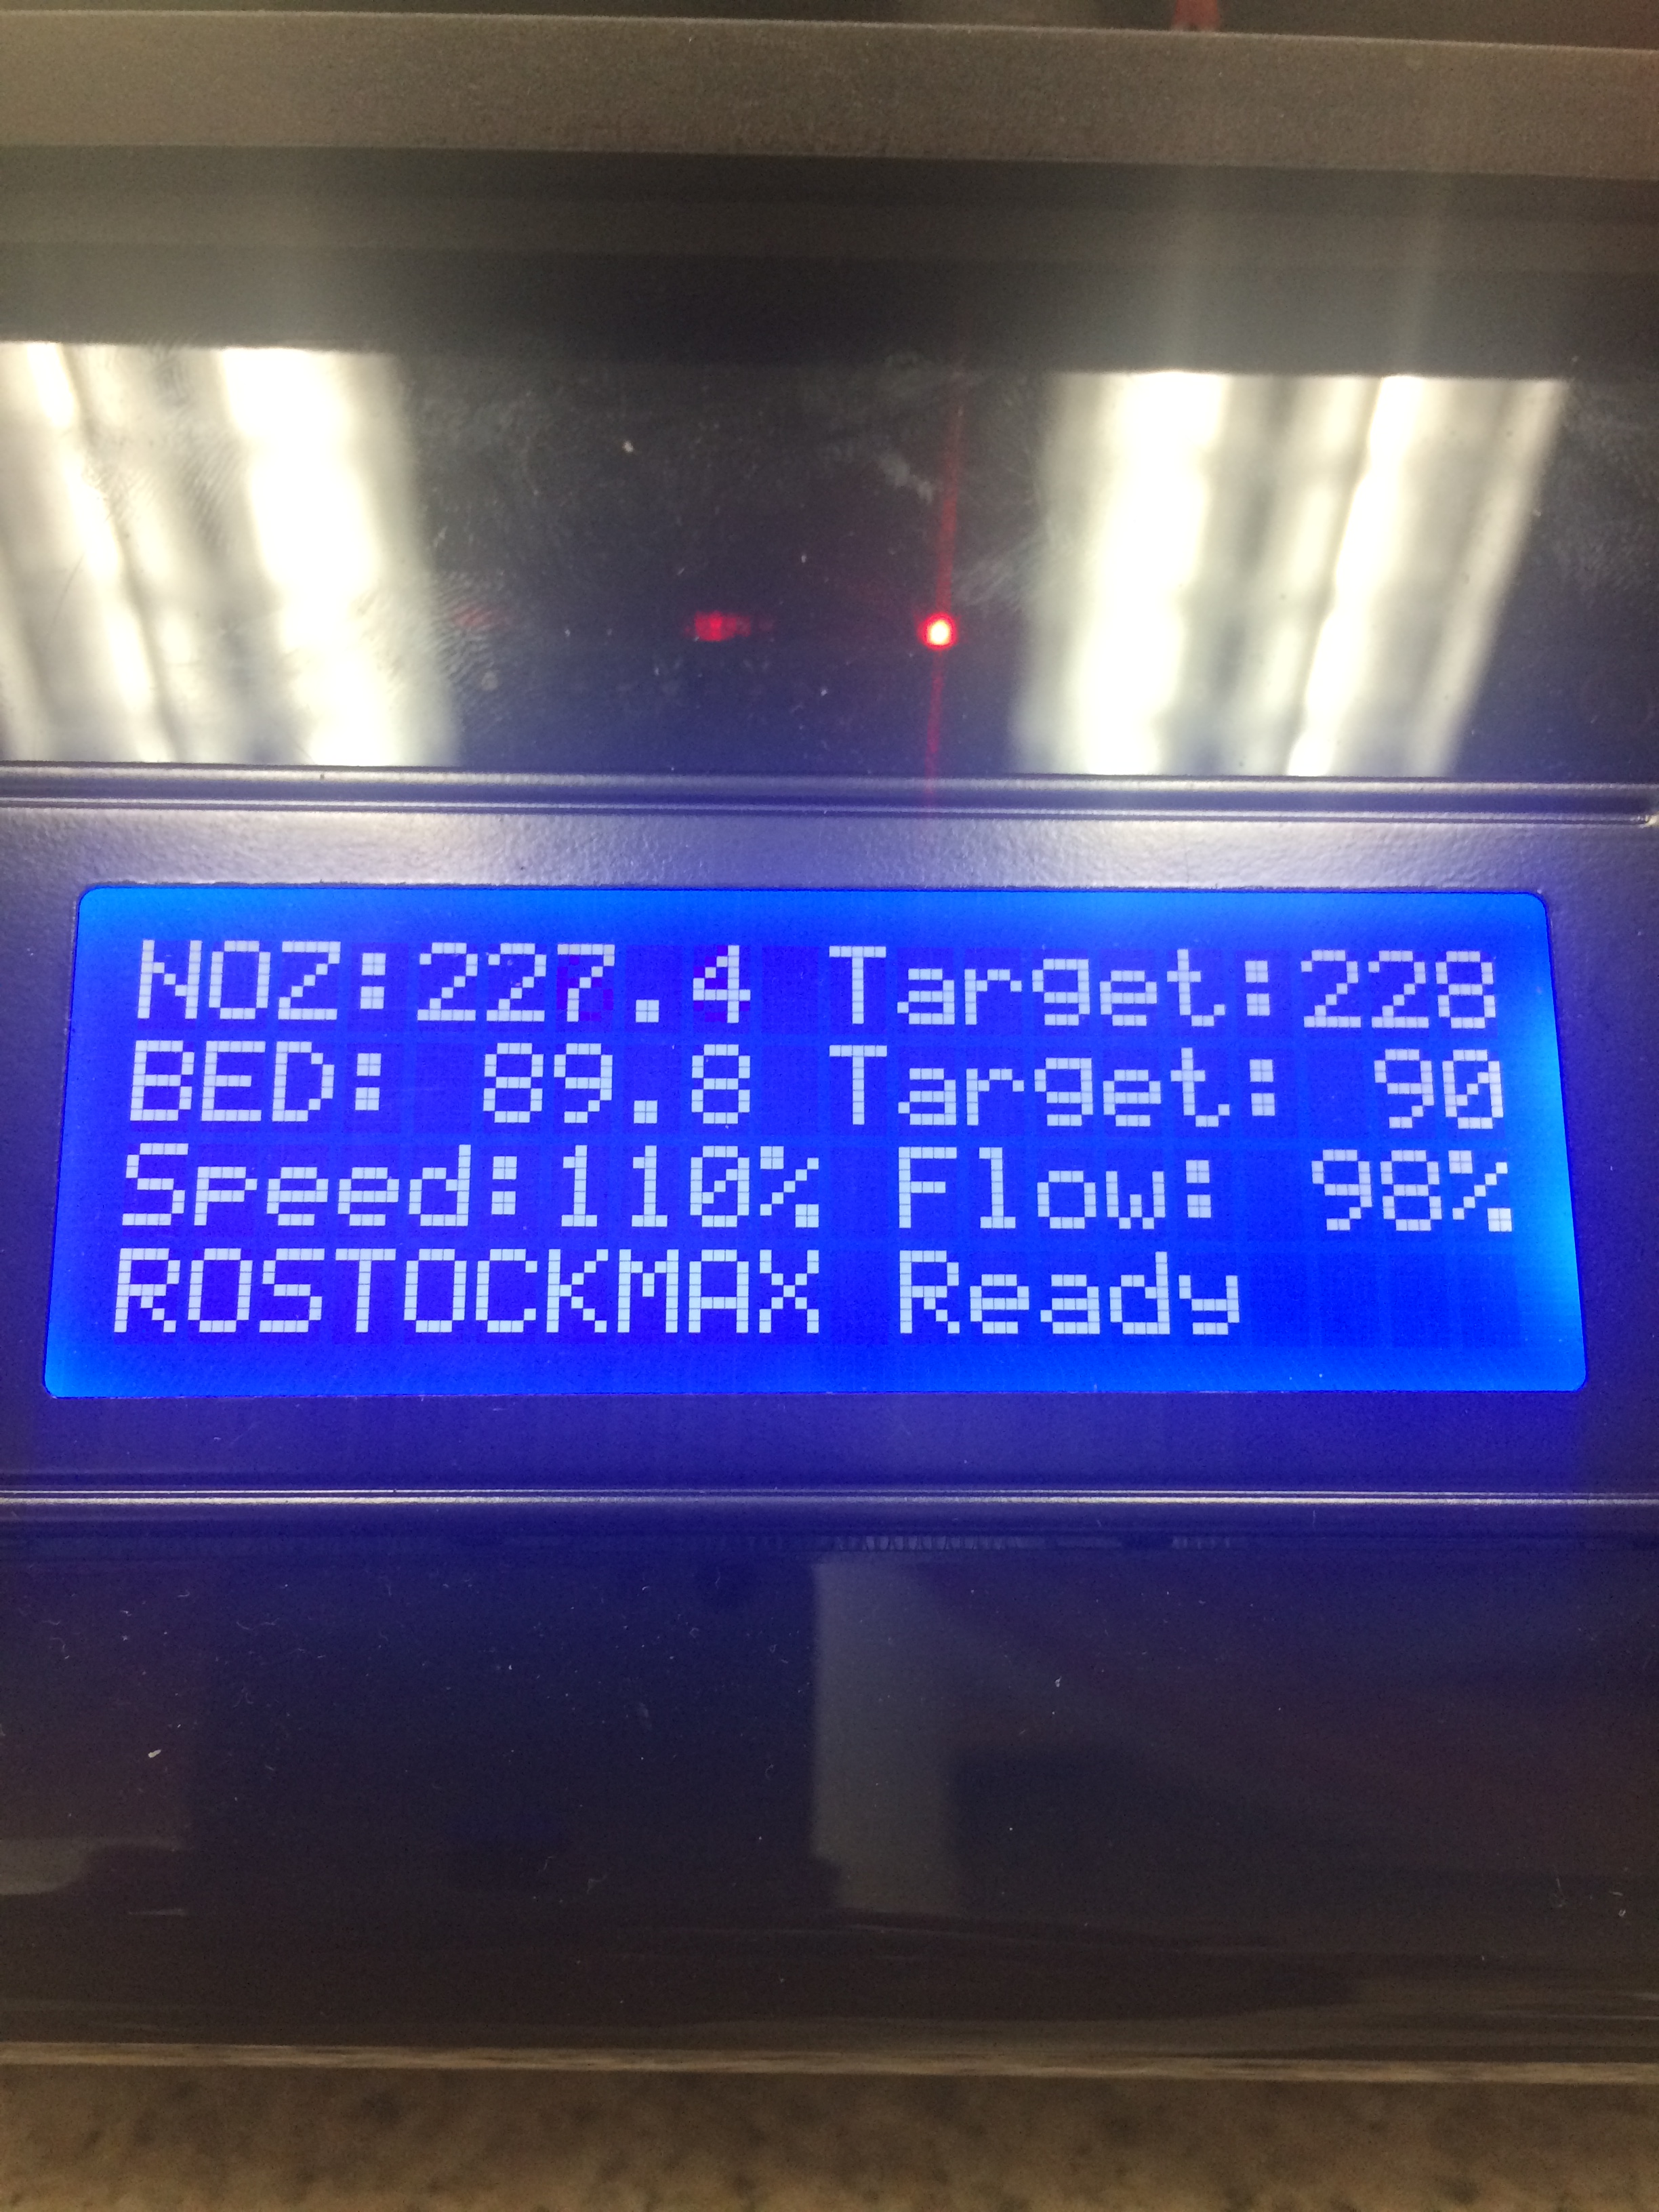 NOZ:227.4 Target:228
BED: 89.8 Target: 90
Speed:110% Flow: 98%
ROSTOCKMAX Ready